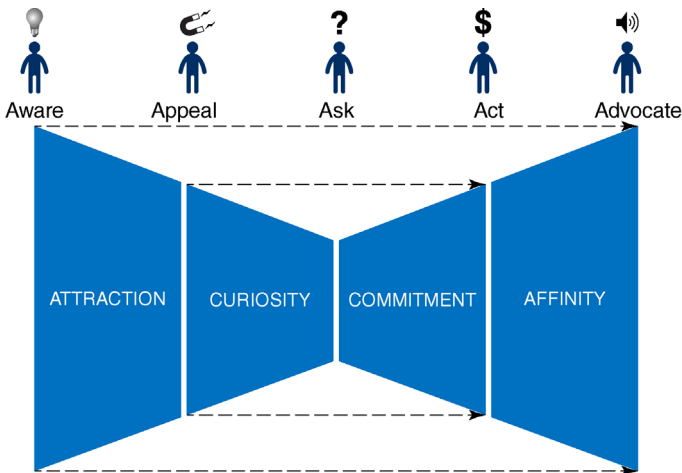 ? $
Aware Appeal Ask Act Advocate
ATTRACTION CURIOSITY COMMITMENT AFFINITY